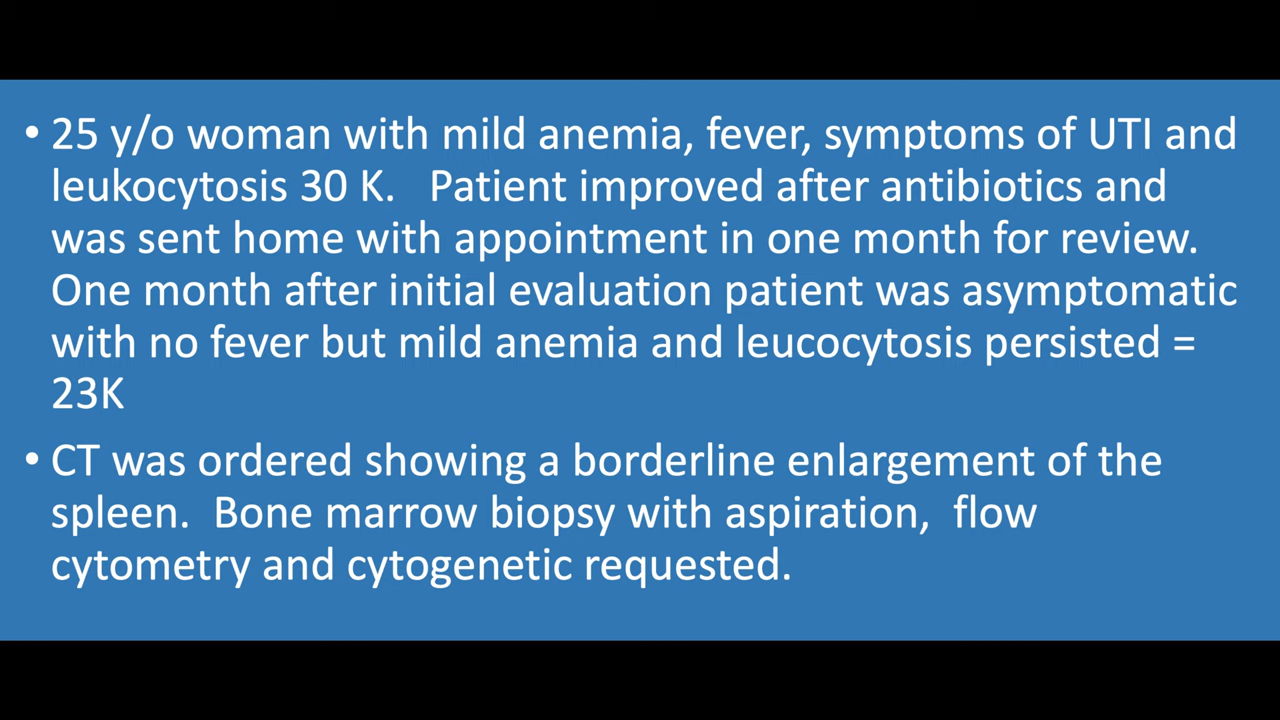 • 25 y/o woman with mild anemia, fever, symptoms of UTI and
leukocytosis 30 K.   Patient improved after antibiotics and
was sent home with appointment in one month for review.
One month after initial evaluation patient was asymptomatic
with no fever but mild anemia and leucocytosis persisted =
23K
• CT was ordered showing a borderline enlargement of the
spleen.  Bone marrow biopsy with aspiration,  flow
cytometry and cytogenetic requested.